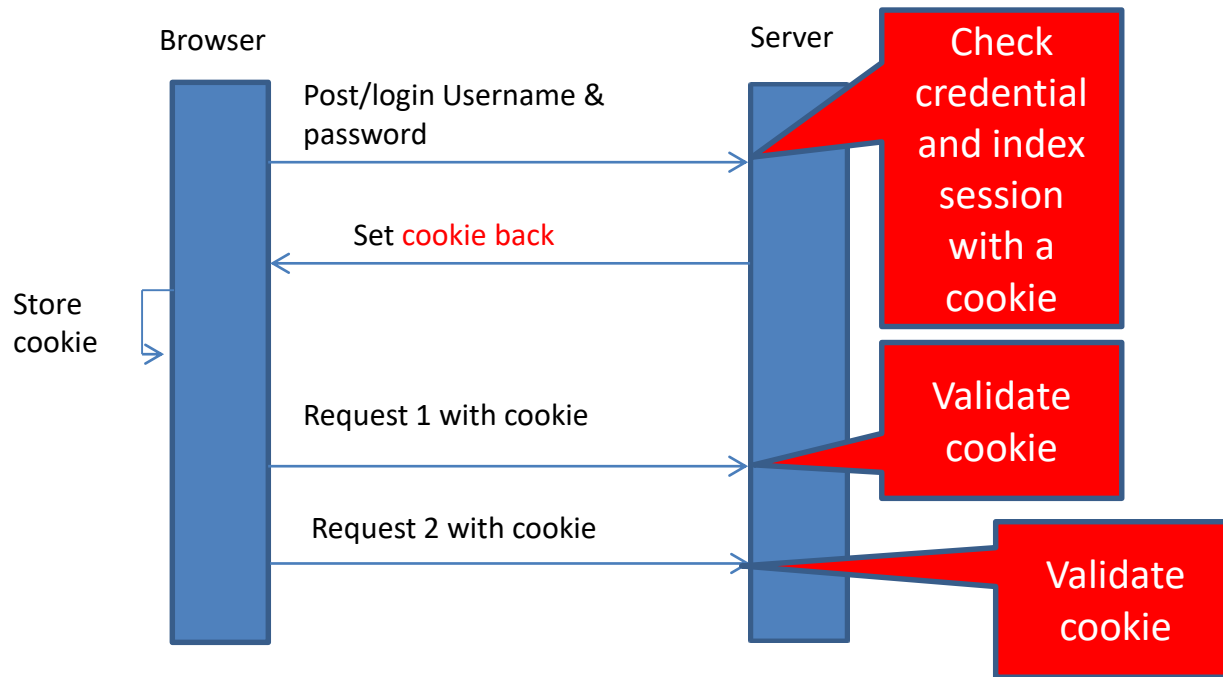 Browser
Server
Check
credential
and index
session
with a
cookie
Post/login Username &
password
Set cookie back
Store
cookie
Request 1 with cookie
Validate
cookie
Request 2 with cookie
Validate
cookie